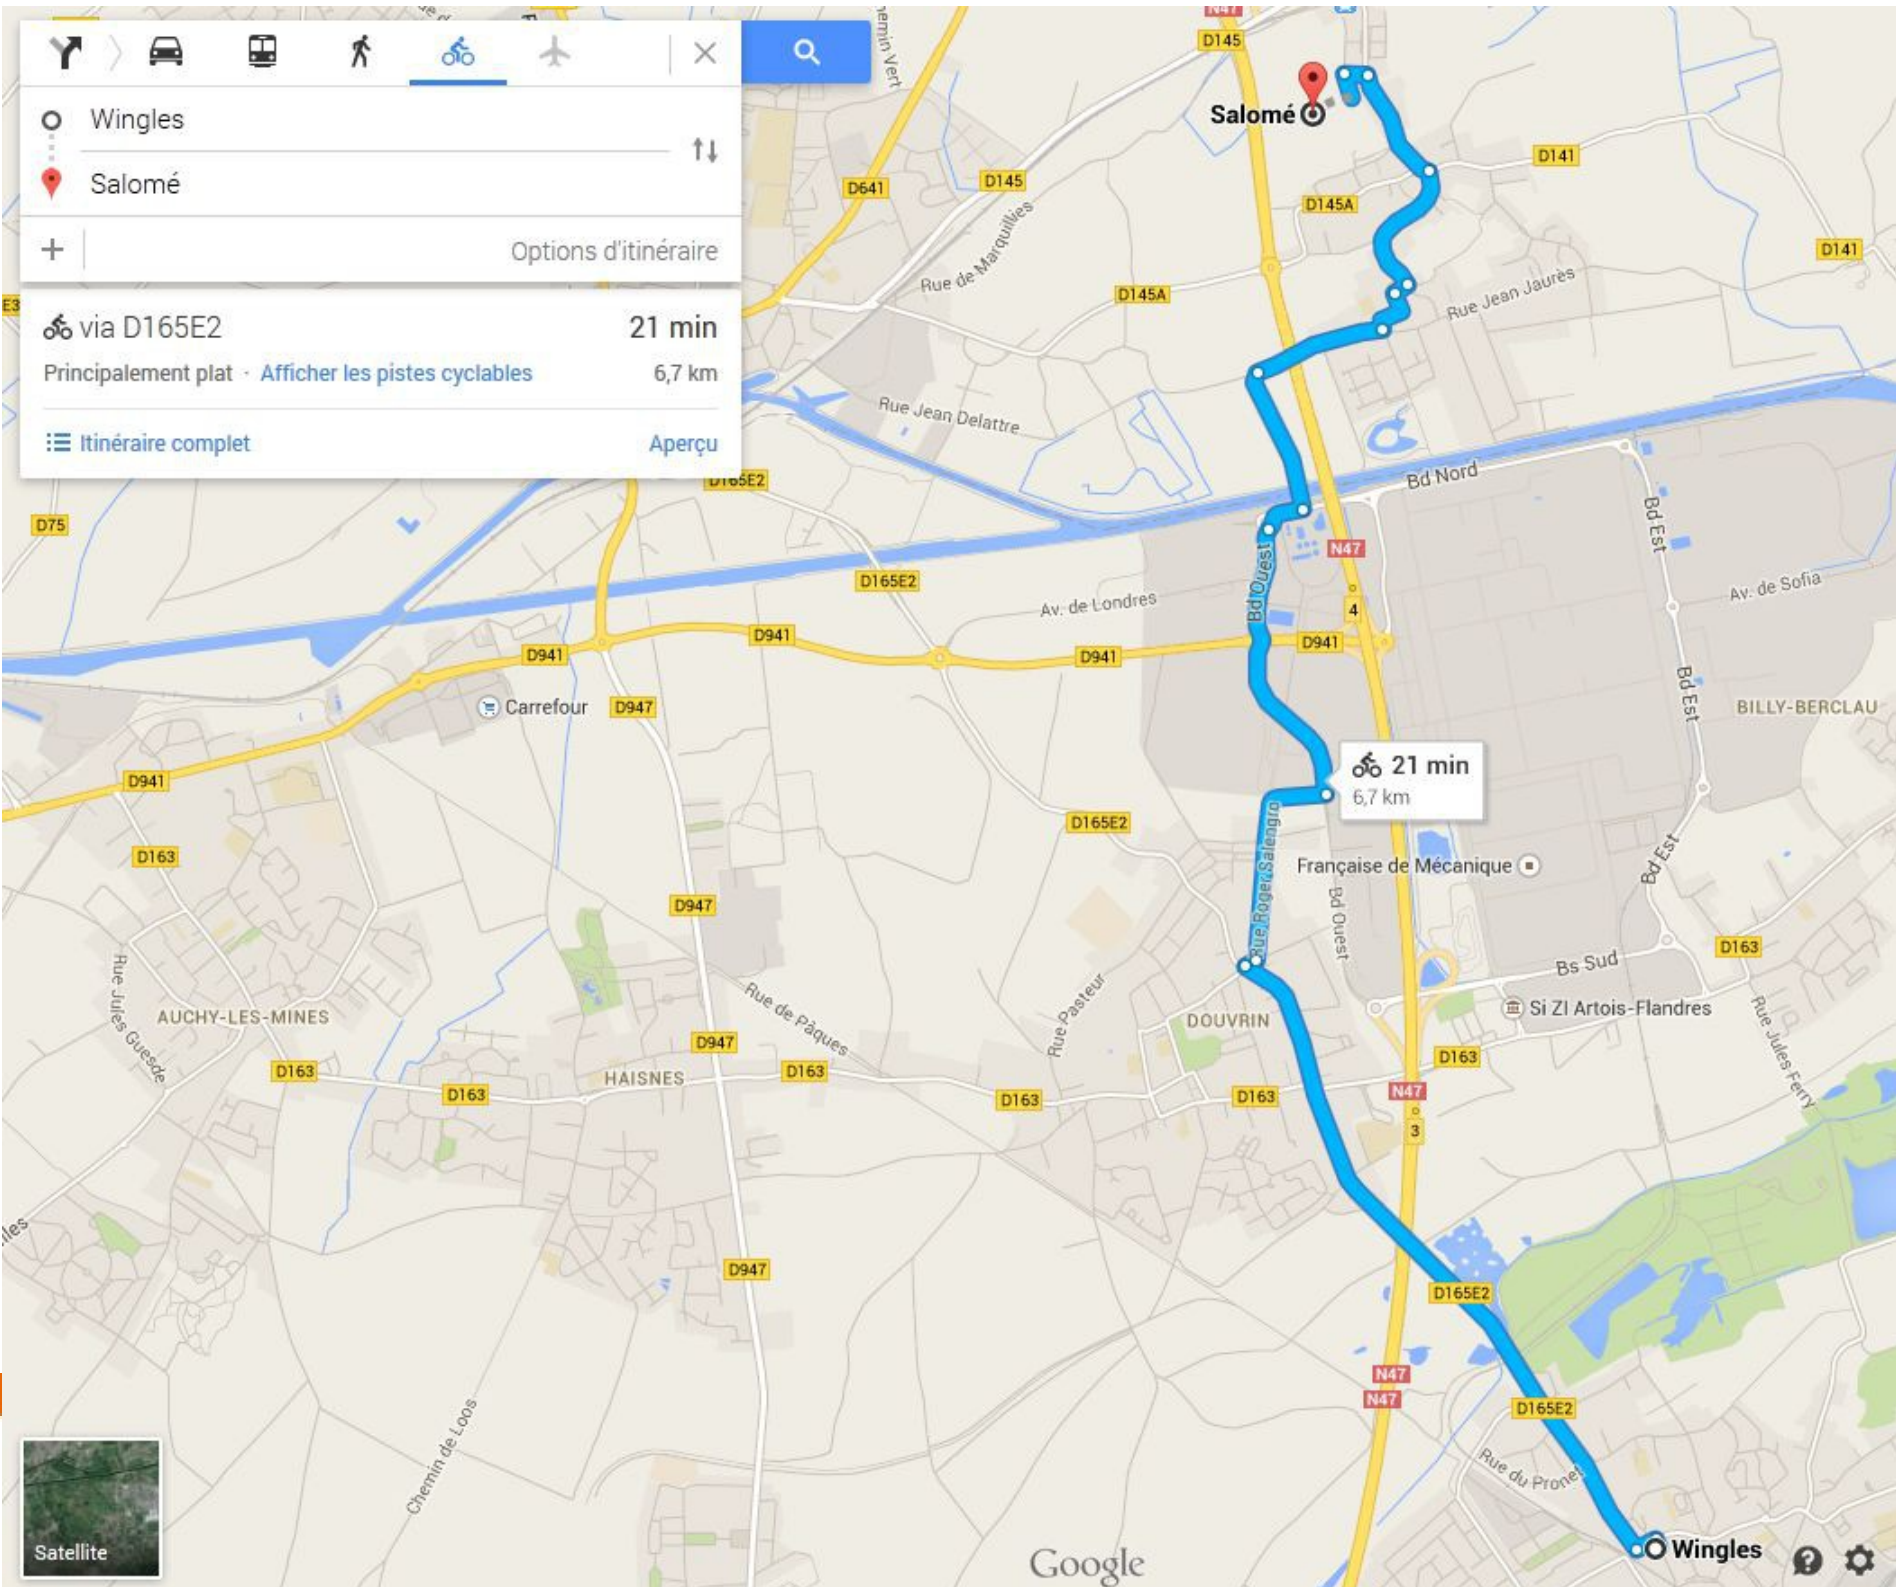 Wingles
Salomé
Options d'itinéraire
via D165E2 21 min
Principalement plat · Afficher les pistes cyclables 6,7 km
Itinéraire complet Aperçu
N47
D145
Chemin Vert
Salomé
D141
D641
D145
D145A
D141
Rue de Marquillies
D145A
Rue Jean Jaurès
E3
Rue Jean Delattre
D165E2
Bd Nord
D75
Bd Est
N47
D165E2
Bd Ouest
Av. de Londres
4
Av. de Sofia
D941
D941
D941
D941
Carrefour
D947
Bd Est
BILLY-BERCLAU
D941
21 min
6,7 km
D165E2
D163
Rue Roger Salengro
Française de Mécanique
Bd Est
D947
Bd Ouest
D163
Bs Sud
Rue Jules Guesde
AUCHY-LES-MINES
Rue de Pâques
Rue Pasteur
DOUVRIN
Si ZI Artois-Flandres
Rue Jules Ferry
D947
D163
D163
HAISNES
D163
D163
D163
D163
N47
3
D947
D165E2
N47
N47
D165E2
Chemin de Loos
Rue du Pronet
Satellite
Google
Wingles